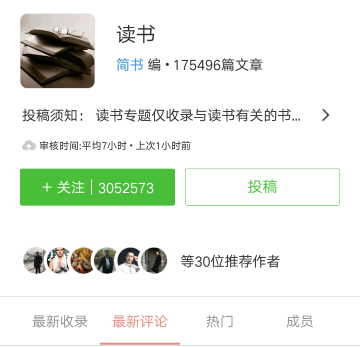 读书
简书 编 • 175496篇文章
投稿须知： 读书专题仅收录与读书有关的书...
审核时间:平均7小时 • 上次1小时前
+ 关注 | 3052573
投稿
等30位推荐作者
最新收录 最新评论 热门 成员